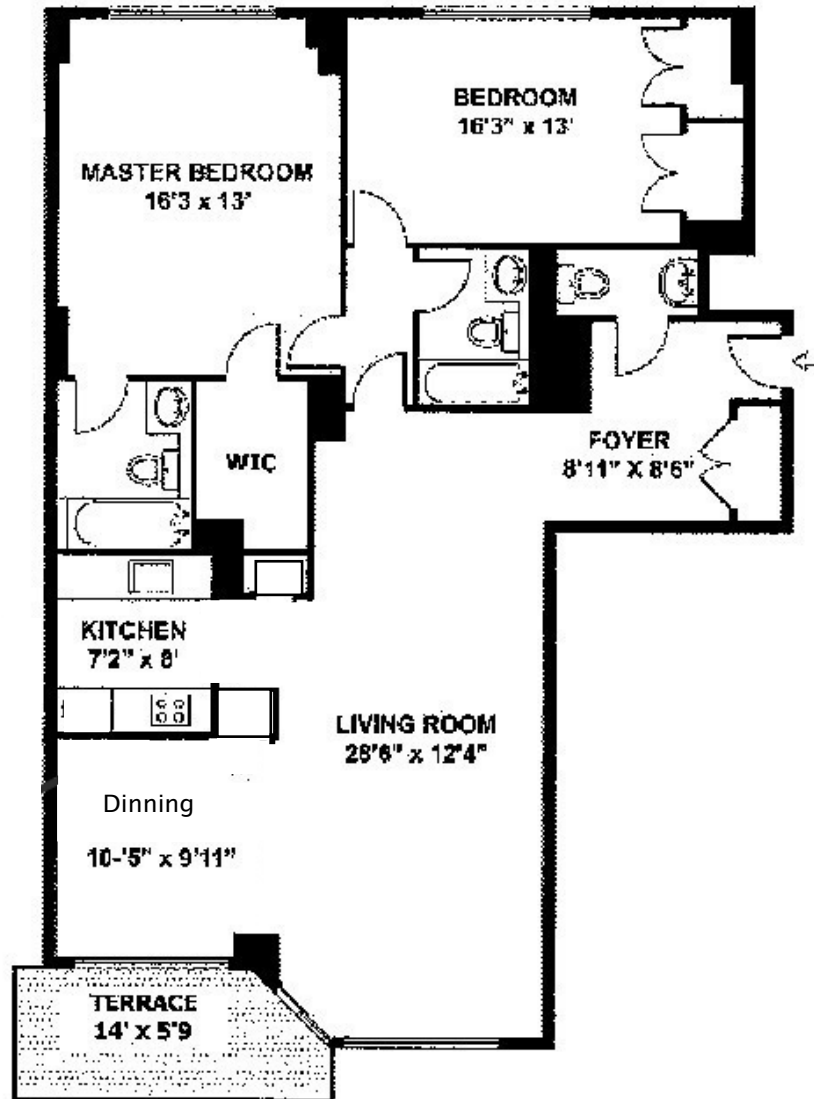 BEDROOM
16'3" x 13'
MASTER BEDROOM
16'3 x 13'
FOYER
8'11" X 8'6"
WIC
KITCHEN
7'2" x 8'
LIVING ROOM
28'6" x 12'4"
Dinning
10-'5" x 9'11"
TERRACE
14' x 5'9